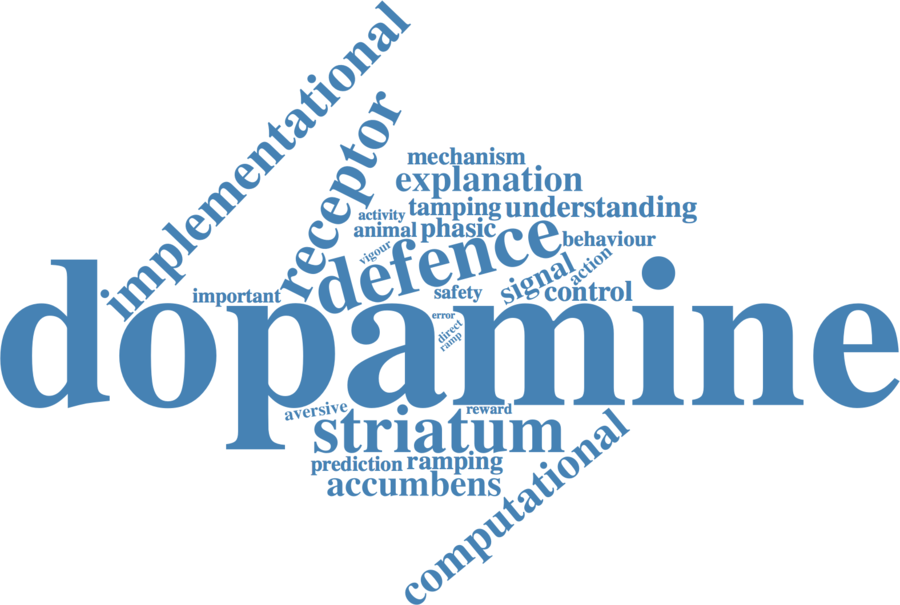 implementational
receptor
mechanism
explanation
activity
tamping
understanding
animal
phasic
behaviour
vigour
defence
action
signal
important
safety
control
dopamine
error
direct
ramp
aversive
reward
striatum
prediction
ramping
accumbens
computational